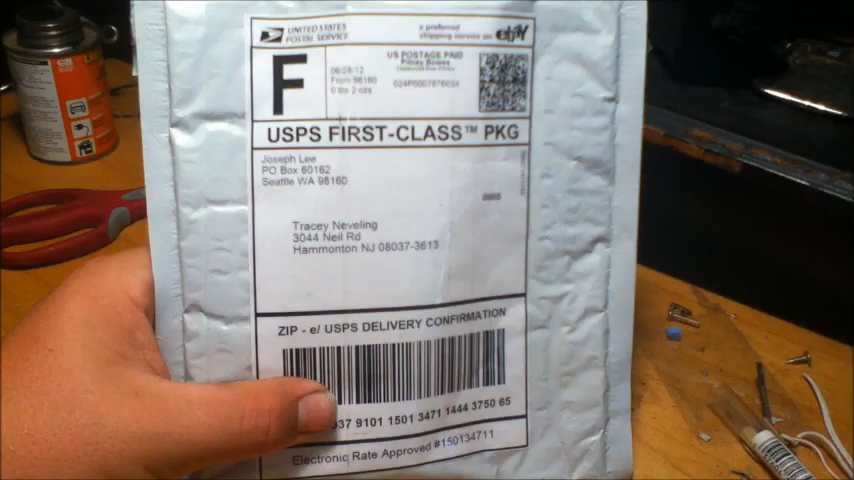 UNITED STATES
POSTAL SERVICE
a preferred
shipping service on ebY
F
06/28/12
From 98160
0 lbs 2 ozs
US POSTAGE PAID
Pitney Bowes
USPS FIRST-CLASS™ PKG
Joseph Lee
PO Box 60162
Seattle WA 98160
0000
Tracey Neveling
3044 Neil Rd
Hammonton NJ 08037-3613
ZIP - e/ USPS DELIVERY CONFIRMATION
037 9101 1501 3471 1444 3750 65
Electronic Rate Approved #150134711